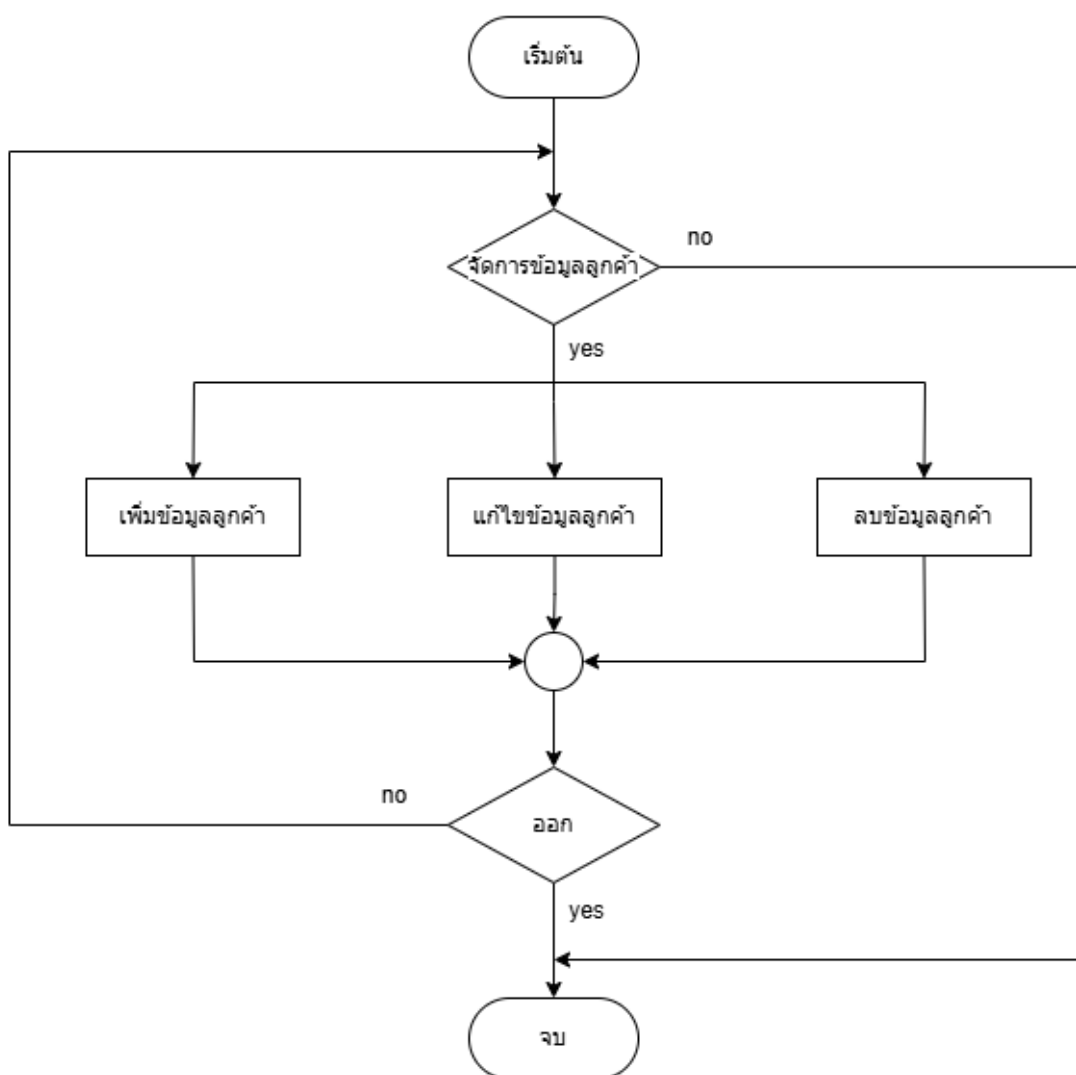 เริ่มต้น
จัดการข้อมูลลูกค้า
no
yes
เพิ่มข้อมูลลูกค้า
แก้ไขข้อมูลลูกค้า
ลบข้อมูลลูกค้า
no
ออก
yes
จบ